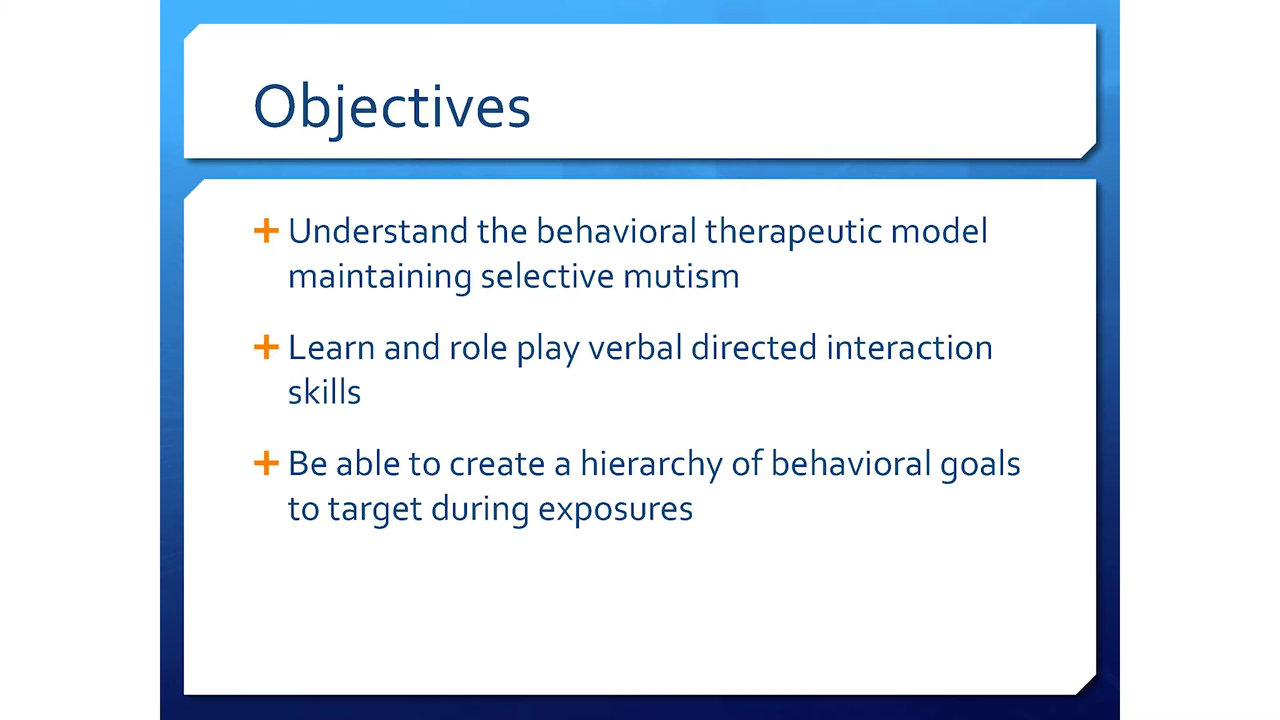 Objectives
Understand the behavioral therapeutic model
maintaining selective mutism
Learn and role play verbal directed interaction
skills
Be able to create a hierarchy of behavioral goals
to target during exposures